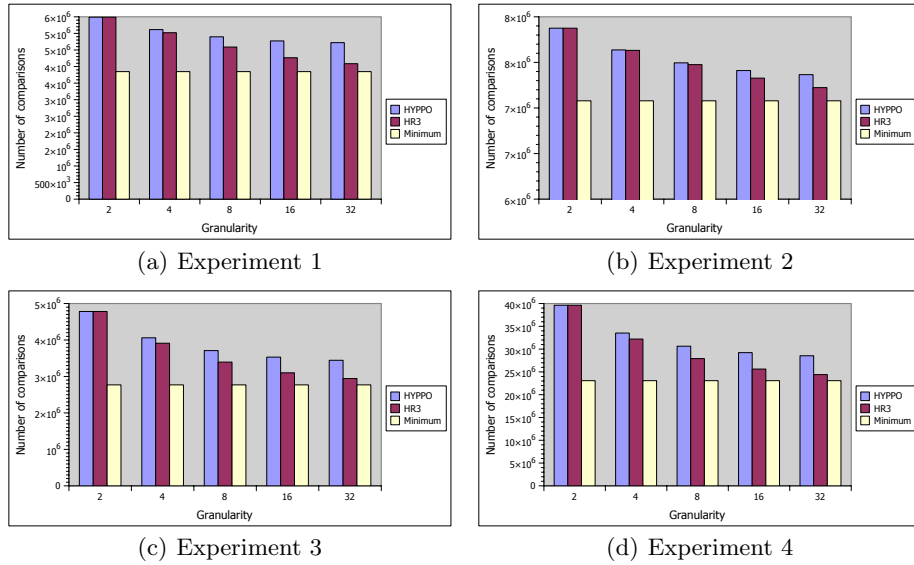 Number of comparisons
6×10⁶
5×10⁶
5×10⁶
4×10⁶
4×10⁶
3×10⁶
3×10⁶
2×10⁶
2×10⁶
10⁶
500×10³
0
2 4 8 16 32
Granularity
HYPPO
HR3
Minimum
(a) Experiment 1
Number of comparisons
8×10⁶
8×10⁶
7×10⁶
7×10⁶
6×10⁶
2 4 8 16 32
Granularity
HYPPO
HR3
Minimum
(b) Experiment 2
Number of comparisons
5×10⁶
4×10⁶
3×10⁶
2×10⁶
10⁶
0
2 4 8 16 32
Granularity
HYPPO
HR3
Minimum
(c) Experiment 3
Number of comparisons
40×10⁶
35×10⁶
30×10⁶
25×10⁶
20×10⁶
15×10⁶
10×10⁶
5×10⁶
0
2 4 8 16 32
Granularity
HYPPO
HR3
Minimum
(d) Experiment 4